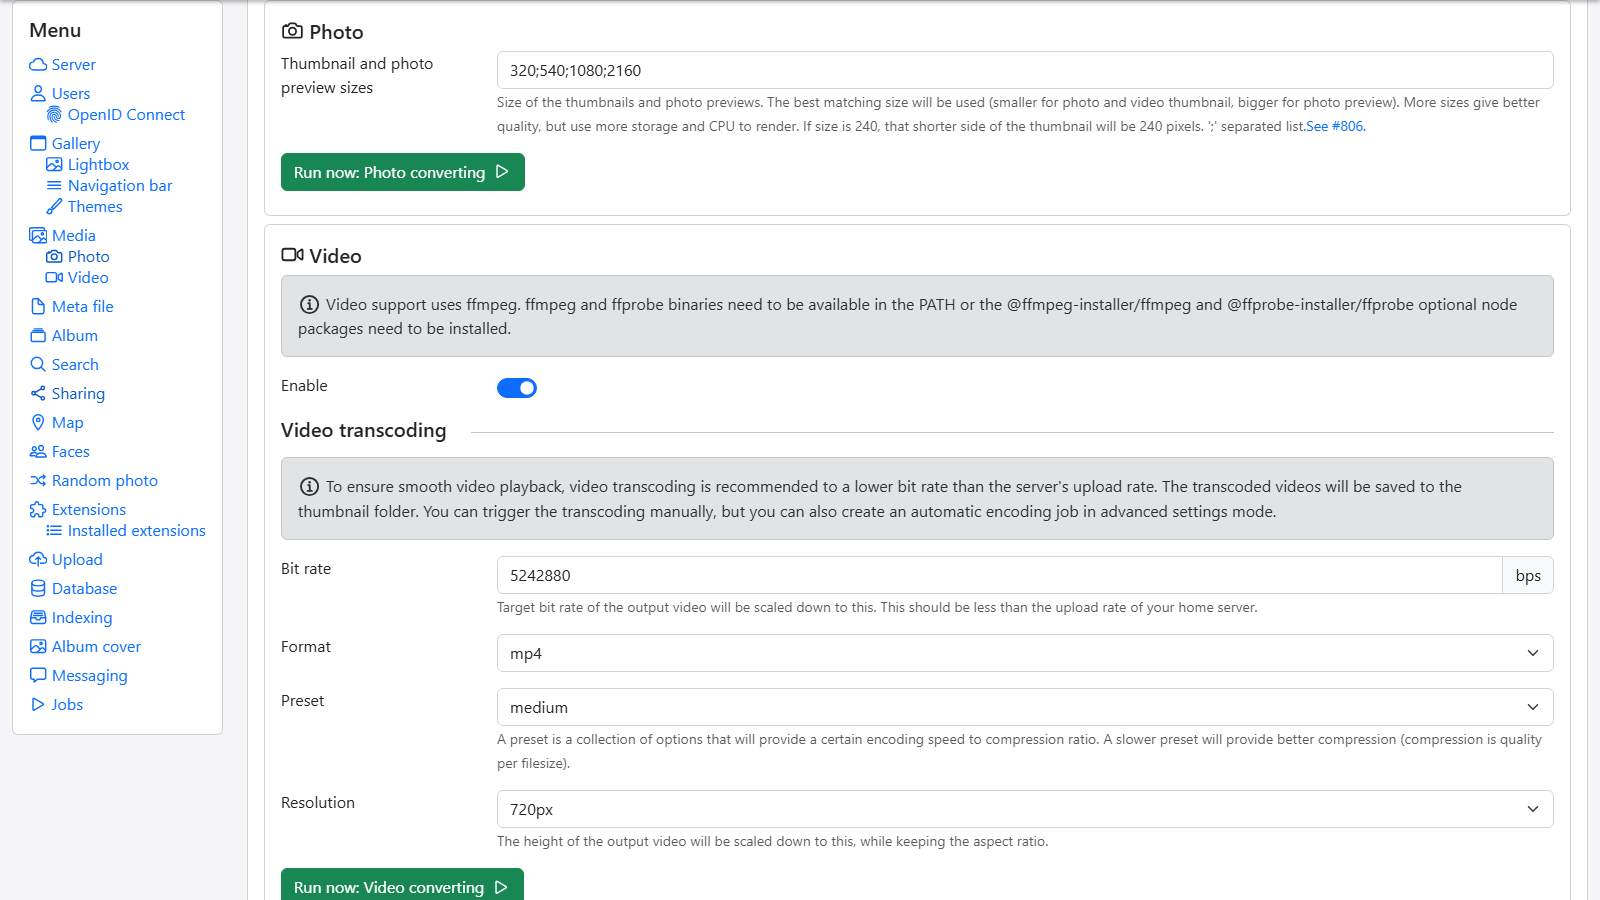 Menu
Server
Users
OpenID Connect
Gallery
Lightbox
Navigation bar
Themes
Media
Photo
Video
Meta file
Album
Search
Sharing
Map
Faces
Random photo
Extensions
Installed extensions
Upload
Database
Indexing
Album cover
Messaging
Jobs
Photo
Thumbnail and photo
preview sizes
320;540;1080;2160
Size of the thumbnails and photo previews. The best matching size will be used (smaller for photo and video thumbnail, bigger for photo preview). More sizes give better
quality, but use more storage and CPU to render. If size is 240, that shorter side of the thumbnail will be 240 pixels. ';' separated list.See #806.
Run now: Photo converting
Video
Video support uses ffmpeg. ffmpeg and ffprobe binaries need to be available in the PATH or the @ffmpeg-installer/ffmpeg and @ffprobe-installer/ffprobe optional node
packages need to be installed.
Enable
Video transcoding
To ensure smooth video playback, video transcoding is recommended to a lower bit rate than the server's upload rate. The transcoded videos will be saved to the
thumbnail folder. You can trigger the transcoding manually, but you can also create an automatic encoding job in advanced settings mode.
Bit rate
5242880
bps
Target bit rate of the output video will be scaled down to this. This should be less than the upload rate of your home server.
Format
mp4
Preset
medium
A preset is a collection of options that will provide a certain encoding speed to compression ratio. A slower preset will provide better compression (compression is quality
per filesize).
Resolution
720px
The height of the output video will be scaled down to this, while keeping the aspect ratio.
Run now: Video converting